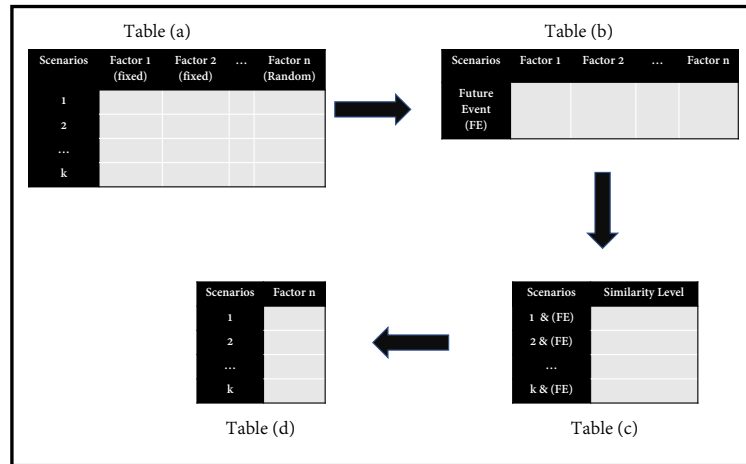 Table (a)
Scenarios Factor 1 (fixed) Factor 2 (fixed) … Factor n (Random)
1
2
…
k
Table (b)
Scenarios Factor 1 Factor 2 … Factor n
Future
Event
(FE)
Scenarios Factor n
1
2
…
k
Table (d)
Scenarios Similarity Level
1 & (FE)
2 & (FE)
…
k & (FE)
Table (c)